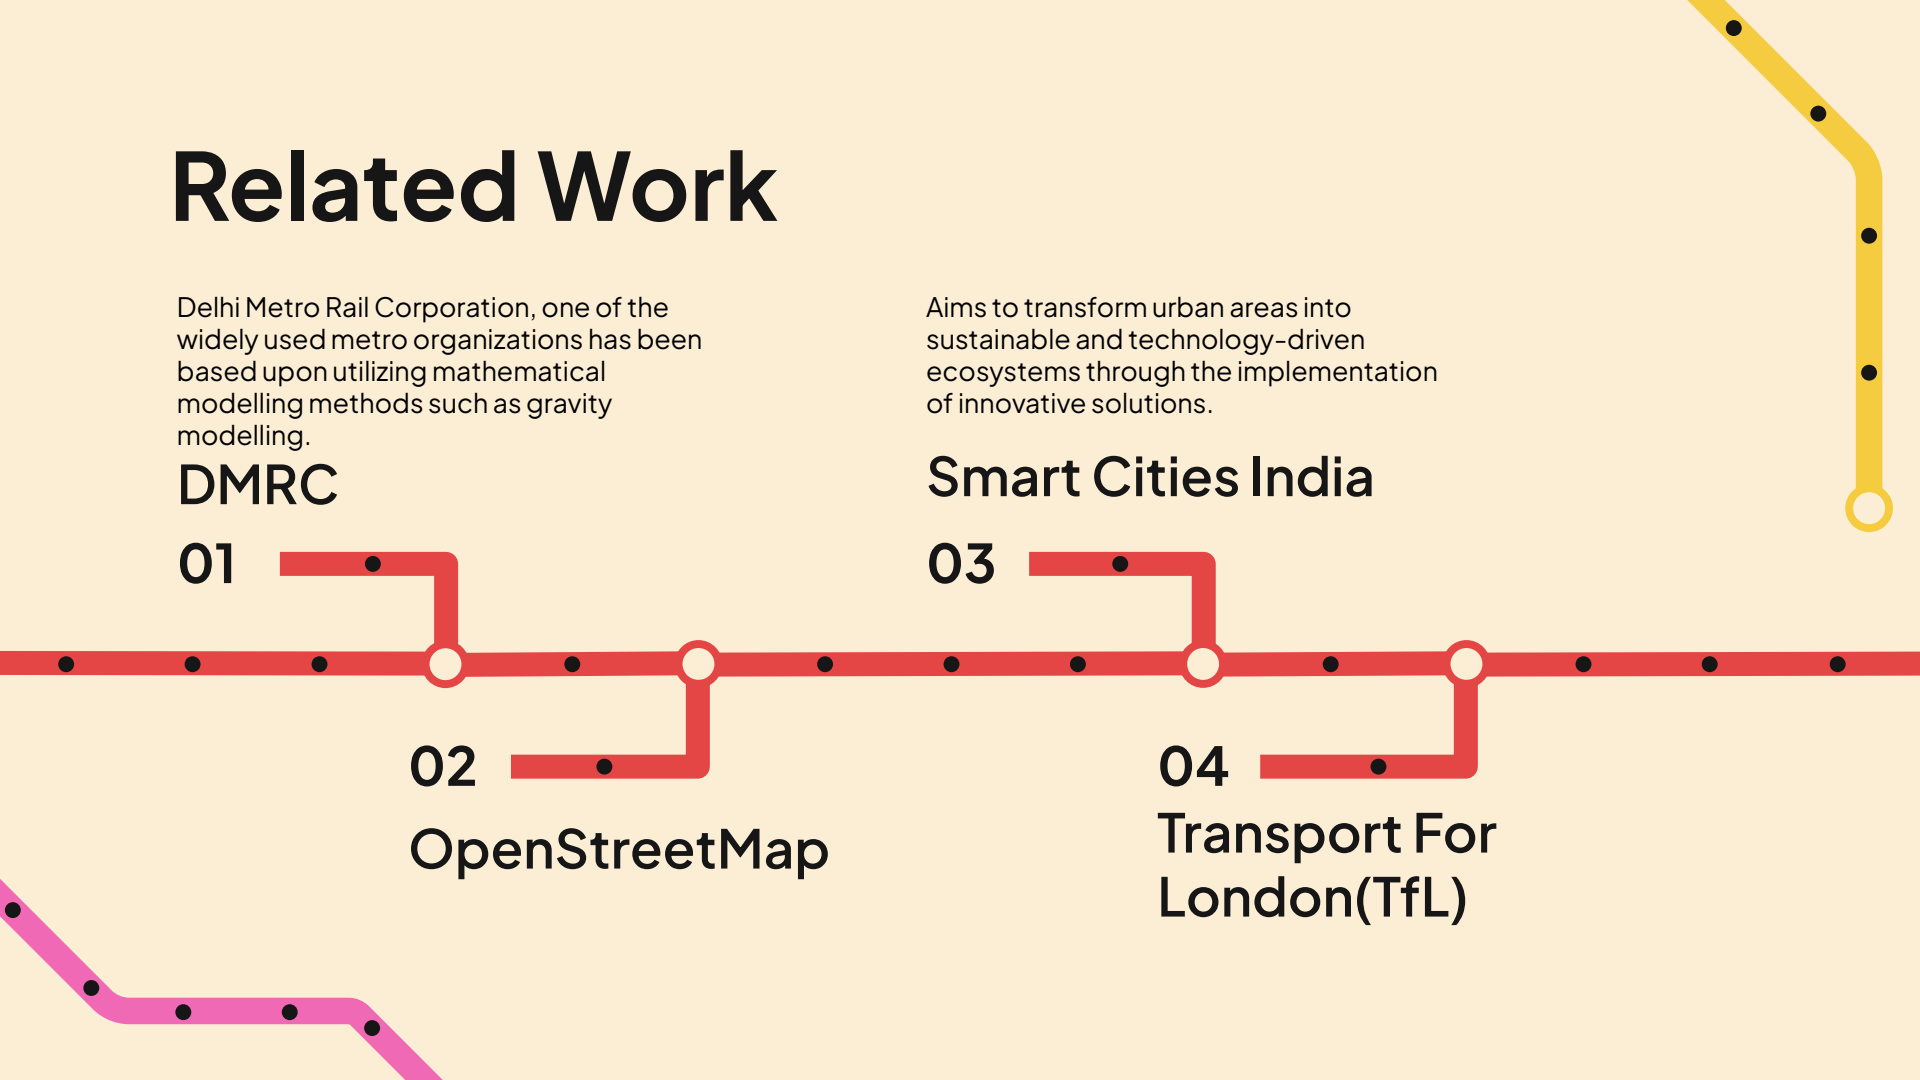 Related Work
Delhi Metro Rail Corporation, one of the
widely used metro organizations has been
based upon utilizing mathematical
modelling methods such as gravity
modelling.
DMRC
01
Aims to transform urban areas into
sustainable and technology-driven
ecosystems through the implementation
of innovative solutions.
Smart Cities India
03
02
OpenStreetMap
04
Transport For
London(TfL)